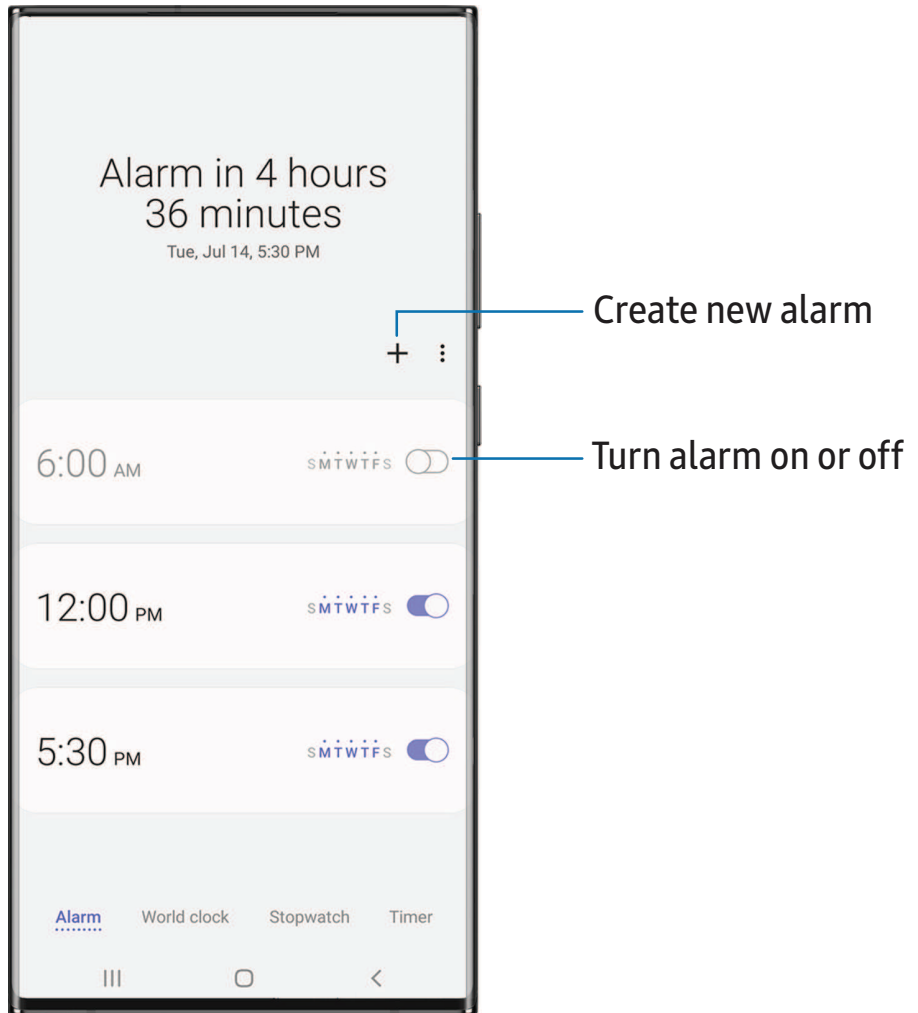 Alarm in 4 hours
36 minutes
Tue, Jul 14, 5:30 PM
Create new alarm
6:00 AM SMTWTFS
Turn alarm on or off
12:00 PM SMTWTFS
5:30 PM SMTWTFS
Alarm World clock Stopwatch Timer